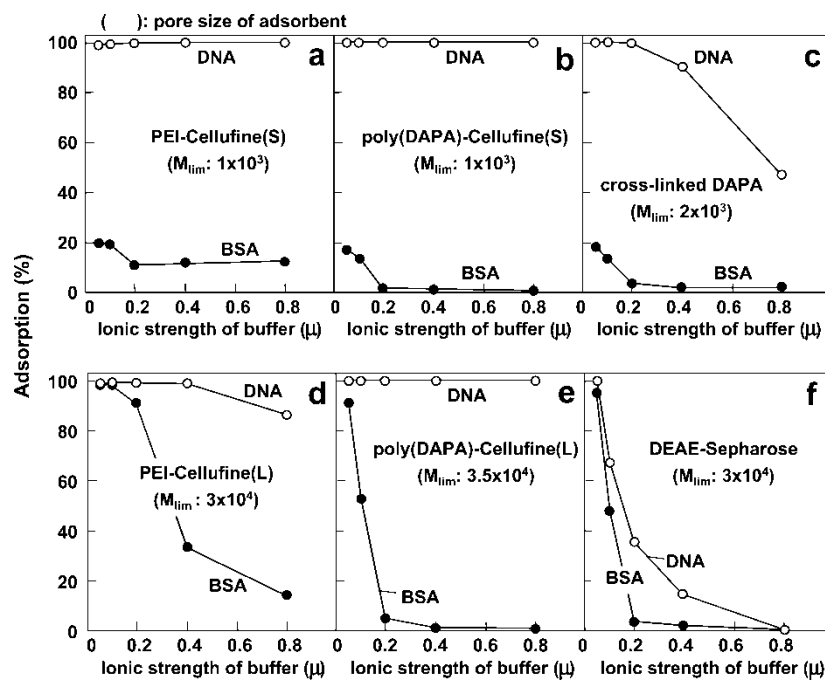 (      ): pore size of adsorbent
Adsorption (%)
100
80
60
40
20
0
a
DNA
PEI-Cellufine(S)
(Mlim: 1x10³)
BSA
0 0.2 0.4 0.6 0.8
Ionic strength of buffer (μ)
b
DNA
poly(DAPA)-Cellufine(S)
(Mlim: 1x10³)
BSA
0 0.2 0.4 0.6 0.8
Ionic strength of buffer (μ)
c
DNA
cross-linked DAPA
(Mlim: 2x10³)
BSA
0 0.2 0.4 0.6 0.8
Ionic strength of buffer (μ)
100
80
60
40
20
0
d
DNA
PEI-Cellufine(L)
(Mlim: 3x10⁴)
BSA
0 0.2 0.4 0.6 0.8
Ionic strength of buffer (μ)
e
DNA
poly(DAPA)-Cellufine(L)
(Mlim: 3.5x10⁴)
BSA
0 0.2 0.4 0.6 0.8
Ionic strength of buffer (μ)
f
DEAE-Sepharose
(Mlim: 3x10⁴)
DNA
BSA
0 0.2 0.4 0.6 0.8
Ionic strength of buffer (μ)